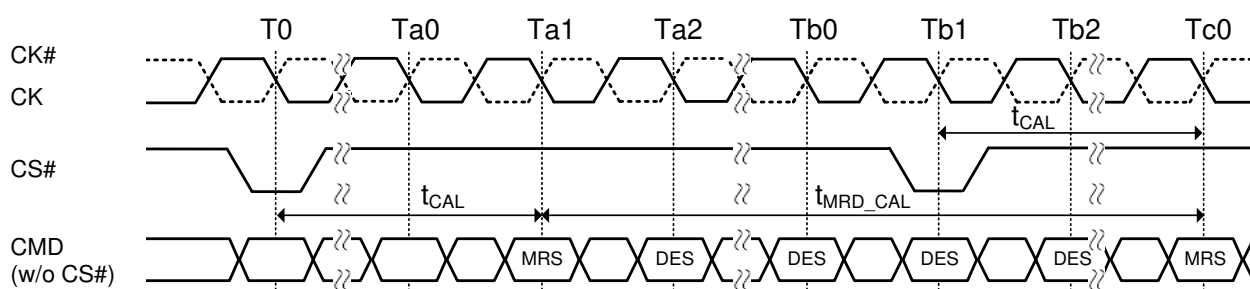 T0 Ta0 Ta1 Ta2 Tb0 Tb1 Tb2 Tc0
CK#
CK
tCAL
CS#
tCAL tMRD_CAL
CMD MRS DES DES DES DES MRS
(w/o CS#)